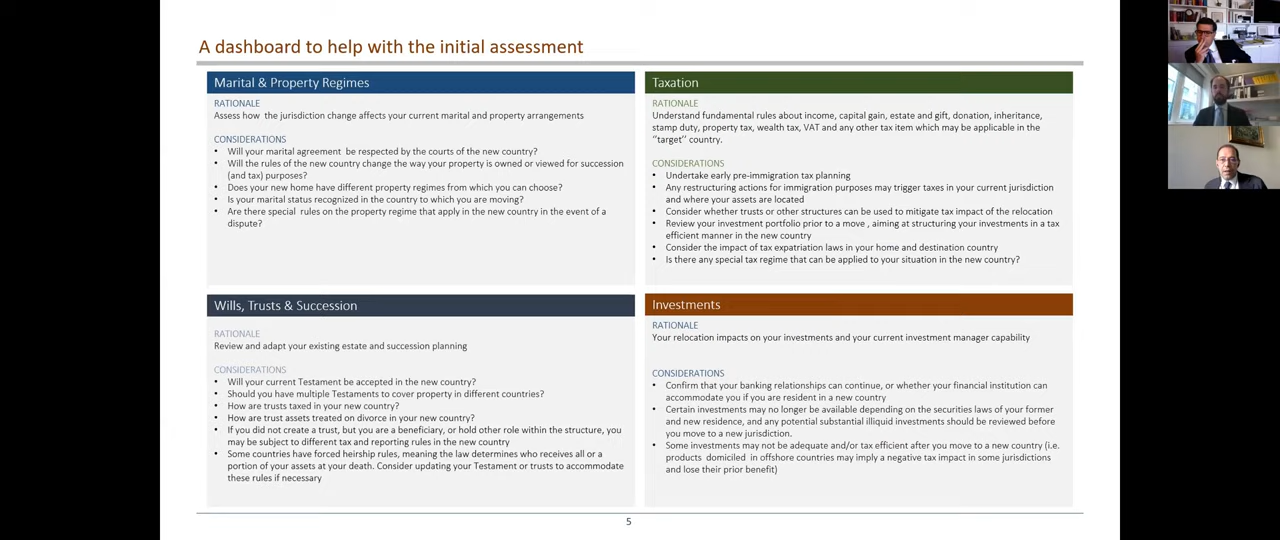 A dashboard to help with the initial assessment
Marital & Property Regimes
RATIONALE
Assess how the jurisdiction change affects your current marital and property arrangements
CONSIDERATIONS
• Will your marital agreement be respected by the courts of the new country?
• Will the rules of the new country change the way your property is owned or viewed for succession
(and tax) purposes?
• Does your new home have different property regimes from which you can choose?
• Is your marital status recognized in the country to which you are moving?
• Are there special rules on the property regime that apply in the new country in the event of a
dispute?
Taxation
RATIONALE
Understand fundamental rules about income, capital gain, estate and gift, donation, inheritance,
stamp duty, property tax, wealth tax, VAT and any other tax item which may be applicable in the
"target" country.
CONSIDERATIONS
• Undertake early pre-immigration tax planning
• Any restructuring actions for immigration purposes may trigger taxes in your current jurisdiction
and where your assets are located
• Consider whether trusts or other structures can be used to mitigate tax impact of the relocation
• Review your investment portfolio prior to a move , aiming at structuring your investments in a tax
efficient manner in the new country
• Consider the impact of tax expatriation laws in your home and destination country
• Is there any special tax regime that can be applied to your situation in the new country?
Wills, Trusts & Succession
RATIONALE
Review and adapt your existing estate and succession planning
CONSIDERATIONS
• Will your current Testament be accepted in the new country?
• Should you have multiple Testaments to cover property in different countries?
• How are trusts taxed in your new country?
• How are trust assets treated on divorce in your new country?
• If you did not create a trust, but you are a beneficiary, or hold other role within the structure, you
may be subject to different tax and reporting rules in the new country
• Some countries have forced heirship rules, meaning the law determines who receives all or a
portion of your assets at your death. Consider updating your Testament or trusts to accommodate
these rules if necessary
Investments
RATIONALE
Your relocation impacts on your investments and your current investment manager capability
CONSIDERATIONS
• Confirm that your banking relationships can continue, or whether your financial institution can
accommodate you if you are resident in a new country
• Certain investments may no longer be available depending on the securities laws of your former
and new residence, and any potential substantial illiquid investments should be reviewed before
you move to a new jurisdiction.
• Some investments may not be adequate and/or tax efficient after you move to a new country (i.e.
products domiciled in offshore countries may imply a negative tax impact in some jurisdictions
and lose their prior benefit)
5